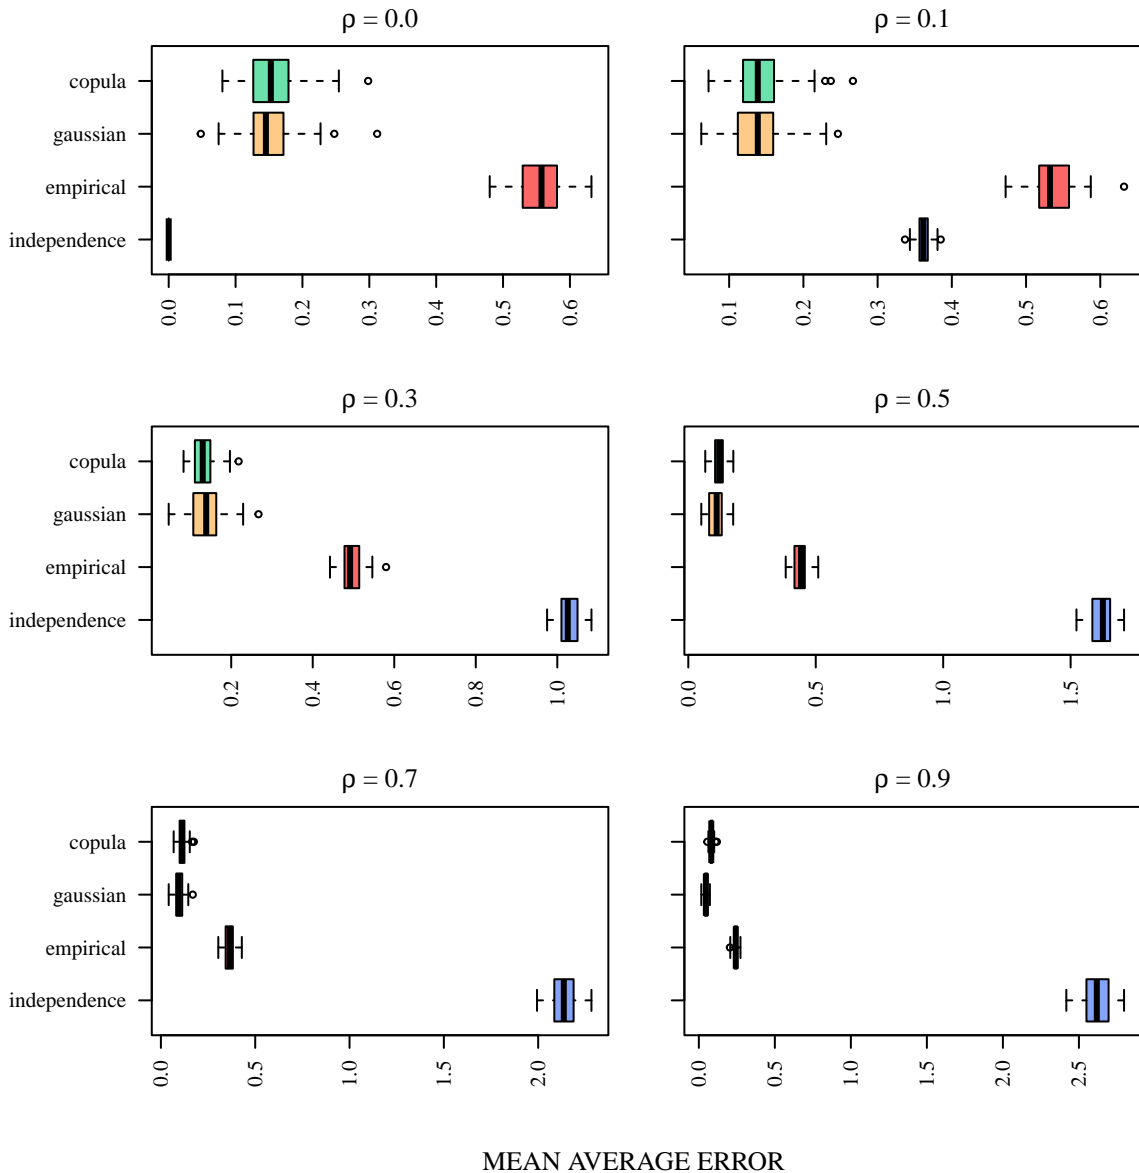 ρ = 0.0
ρ = 0.1
copula
gaussian
empirical
independence
0.0 0.1 0.2 0.3 0.4 0.5 0.6
0.1 0.2 0.3 0.4 0.5 0.6
ρ = 0.3
ρ = 0.5
copula
gaussian
empirical
independence
0.2 0.4 0.6 0.8 1.0
0.0 0.5 1.0 1.5
ρ = 0.7
ρ = 0.9
copula
gaussian
empirical
independence
0.0 0.5 1.0 1.5 2.0
0.0 0.5 1.0 1.5 2.0 2.5
MEAN AVERAGE ERROR